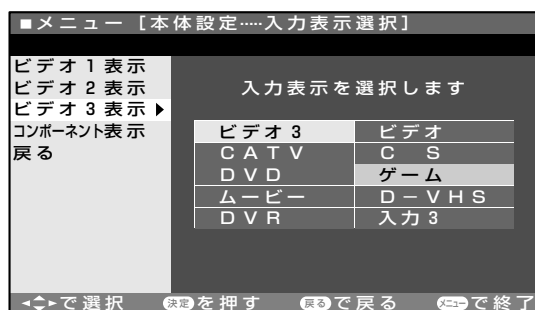 ■メニュー [本体設定……入力表示選択]
ビデオ1表示
ビデオ2表示
ビデオ3表示▶
コンポーネント表示
戻る
入力表示を選択します
ビデオ3 ビデオ
CATV CS
DVD ゲーム
ムービー D-VHS
DVR 入力3
で選択 決定を押す 戻るで戻る メニューで終了